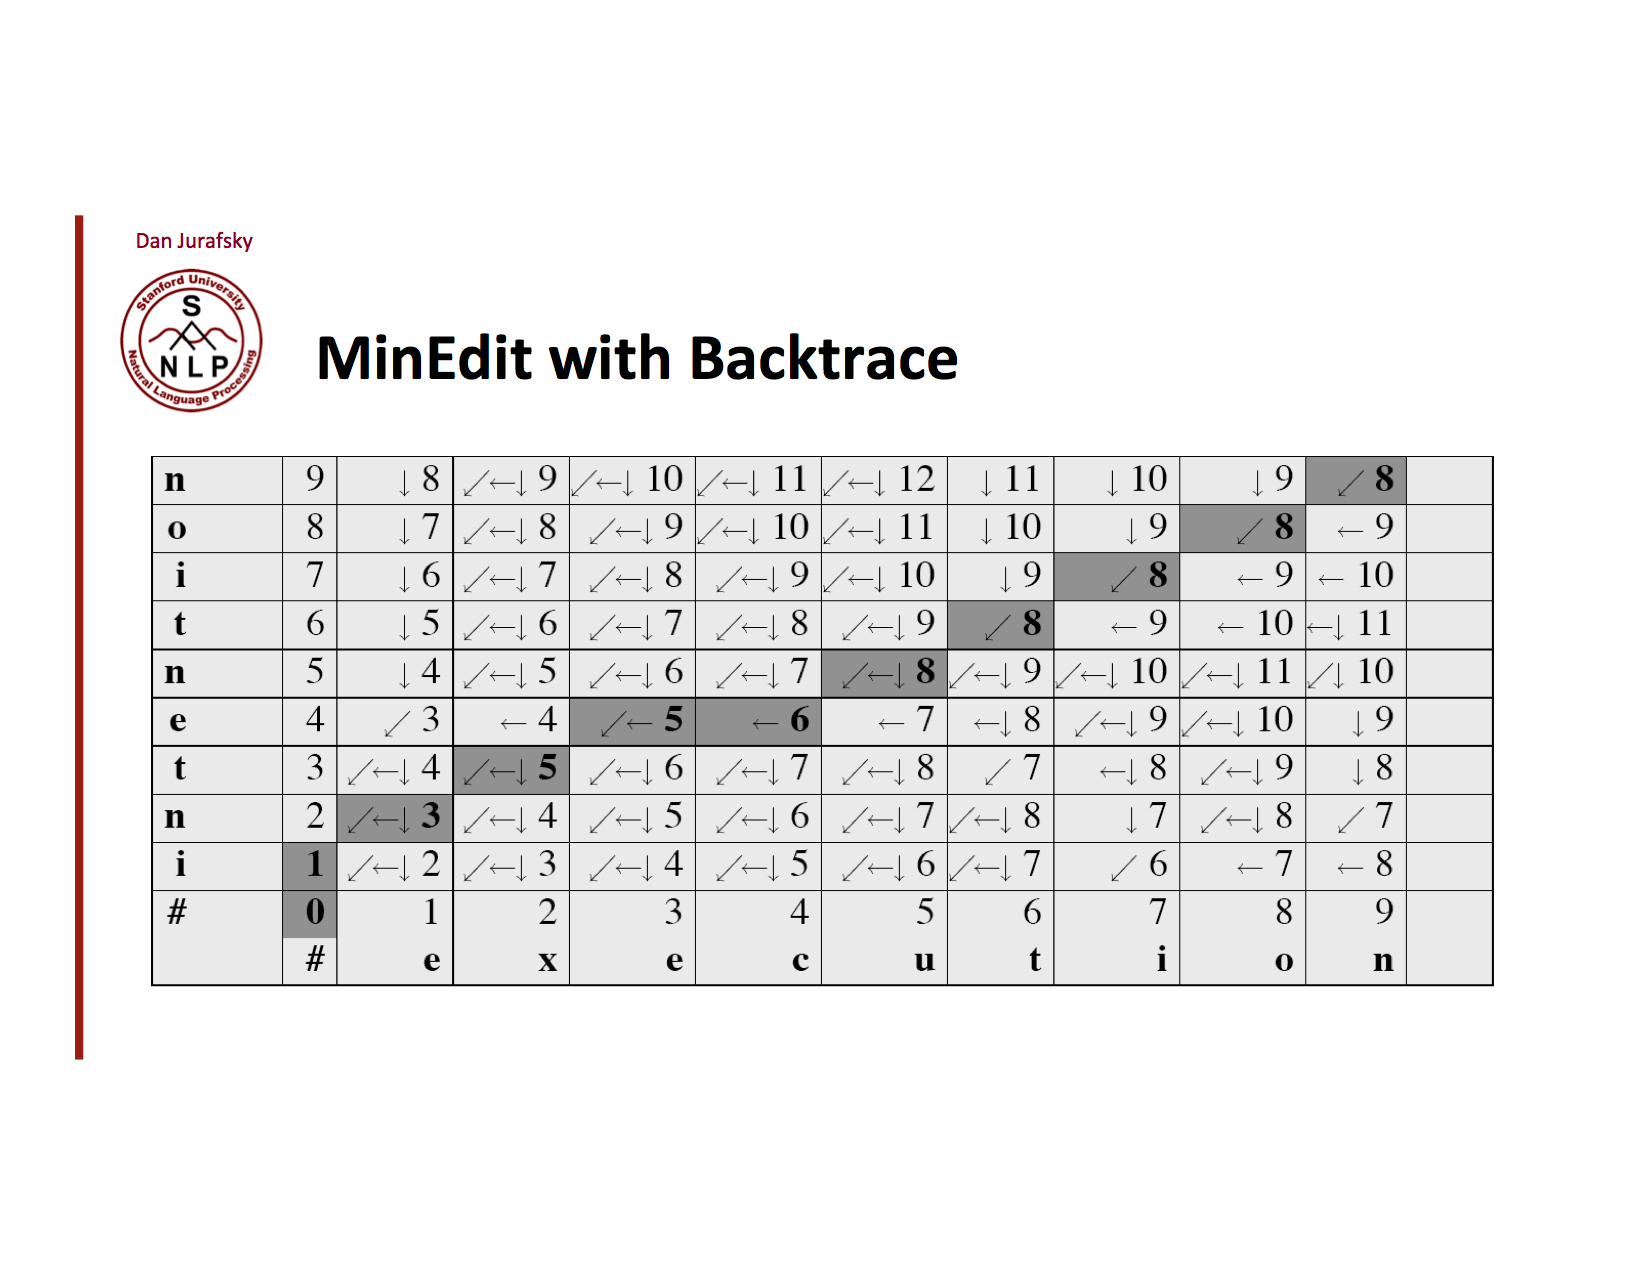 Dan Jurafsky
Stanford University
S
NLP
Natural Language Processing
MinEdit with Backtrace
n 9 ↓ 8 ↙←↓ 9 ↙←↓ 10 ↙←↓ 11 ↙←↓ 12 ↓ 11 ↓ 10 ↓ 9 ↙ 8
o 8 ↓ 7 ↙←↓ 8 ↙←↓ 9 ↙←↓ 10 ↙←↓ 11 ↓ 10 ↓ 9 ↙ 8 ← 9
i 7 ↓ 6 ↙←↓ 7 ↙←↓ 8 ↙←↓ 9 ↙←↓ 10 ↓ 9 ↙ 8 ← 9 ← 10
t 6 ↓ 5 ↙←↓ 6 ↙←↓ 7 ↙←↓ 8 ↙←↓ 9 ↙ 8 ← 9 ← 10 ←↓ 11
n 5 ↓ 4 ↙←↓ 5 ↙←↓ 6 ↙←↓ 7 ↙←↓ 8 ↙←↓ 9 ↙←↓ 10 ↙←↓ 11 ↙↓ 10
e 4 ↙ 3 ← 4 ↙← 5 ← 6 ← 7 ←↓ 8 ↙←↓ 9 ↙←↓ 10 ↓ 9
t 3 ↙←↓ 4 ↙←↓ 5 ↙←↓ 6 ↙←↓ 7 ↙←↓ 8 ↙ 7 ←↓ 8 ↙←↓ 9 ↓ 8
n 2 ↙←↓ 3 ↙←↓ 4 ↙←↓ 5 ↙←↓ 6 ↙←↓ 7 ↙←↓ 8 ↓ 7 ↙←↓ 8 ↙ 7
i 1 ↙←↓ 2 ↙←↓ 3 ↙←↓ 4 ↙←↓ 5 ↙←↓ 6 ↙←↓ 7 ↙ 6 ← 7 ← 8
# 0 1 2 3 4 5 6 7 8 9
# e x e c u t i o n